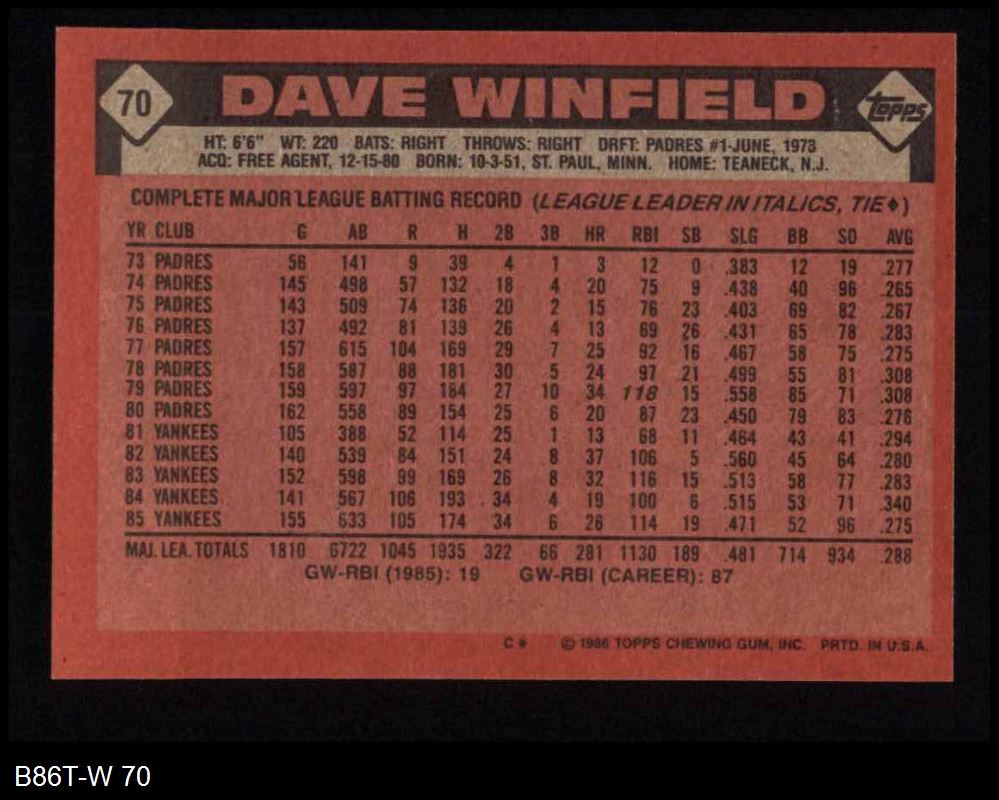 70 DAVE WINFIELD topps
HT: 6'6" WT: 220 BATS: RIGHT THROWS: RIGHT DRFT: PADRES #1-JUNE, 1973
ACQ: FREE AGENT, 12-15-80 BORN: 10-3-51, ST. PAUL, MINN. HOME: TEANECK, N.J.
COMPLETE MAJOR LEAGUE BATTING RECORD (LEAGUE LEADER IN ITALICS, TIE♦)
YR CLUB G AB R H 2B 3B HR RBI SB SLG BB SO AVG
73 PADRES 56 141 9 39 4 1 3 12 0 .383 12 19 .277
74 PADRES 145 498 57 132 18 4 20 75 9 .438 40 96 .265
75 PADRES 143 509 74 136 20 2 15 76 23 .403 69 82 .267
76 PADRES 137 492 81 139 26 4 13 69 26 .431 65 78 .283
77 PADRES 157 615 104 169 29 7 25 92 16 .467 58 75 .275
78 PADRES 158 587 88 181 30 5 24 97 21 .499 55 81 .308
79 PADRES 159 597 97 184 27 10 34 118 15 .558 85 71 .308
80 PADRES 162 558 89 154 25 6 20 87 23 .450 79 83 .276
81 YANKEES 105 388 52 114 25 1 13 68 11 .464 43 41 .294
82 YANKEES 140 539 84 151 24 8 37 106 5 .560 45 64 .280
83 YANKEES 152 598 99 169 26 8 32 116 15 .513 58 77 .283
84 YANKEES 141 567 106 193 34 4 19 100 6 .515 53 71 .340
85 YANKEES 155 633 105 174 34 6 26 114 19 .471 52 96 .275
MAJ. LEA. TOTALS 1810 6722 1045 1935 322 66 281 1130 189 .481 714 934 .288
GW-RBI (1985): 19 GW-RBI (CAREER): 87
C * © 1986 TOPPS CHEWING GUM, INC. PRTD. IN U.S.A.
B86T-W 70